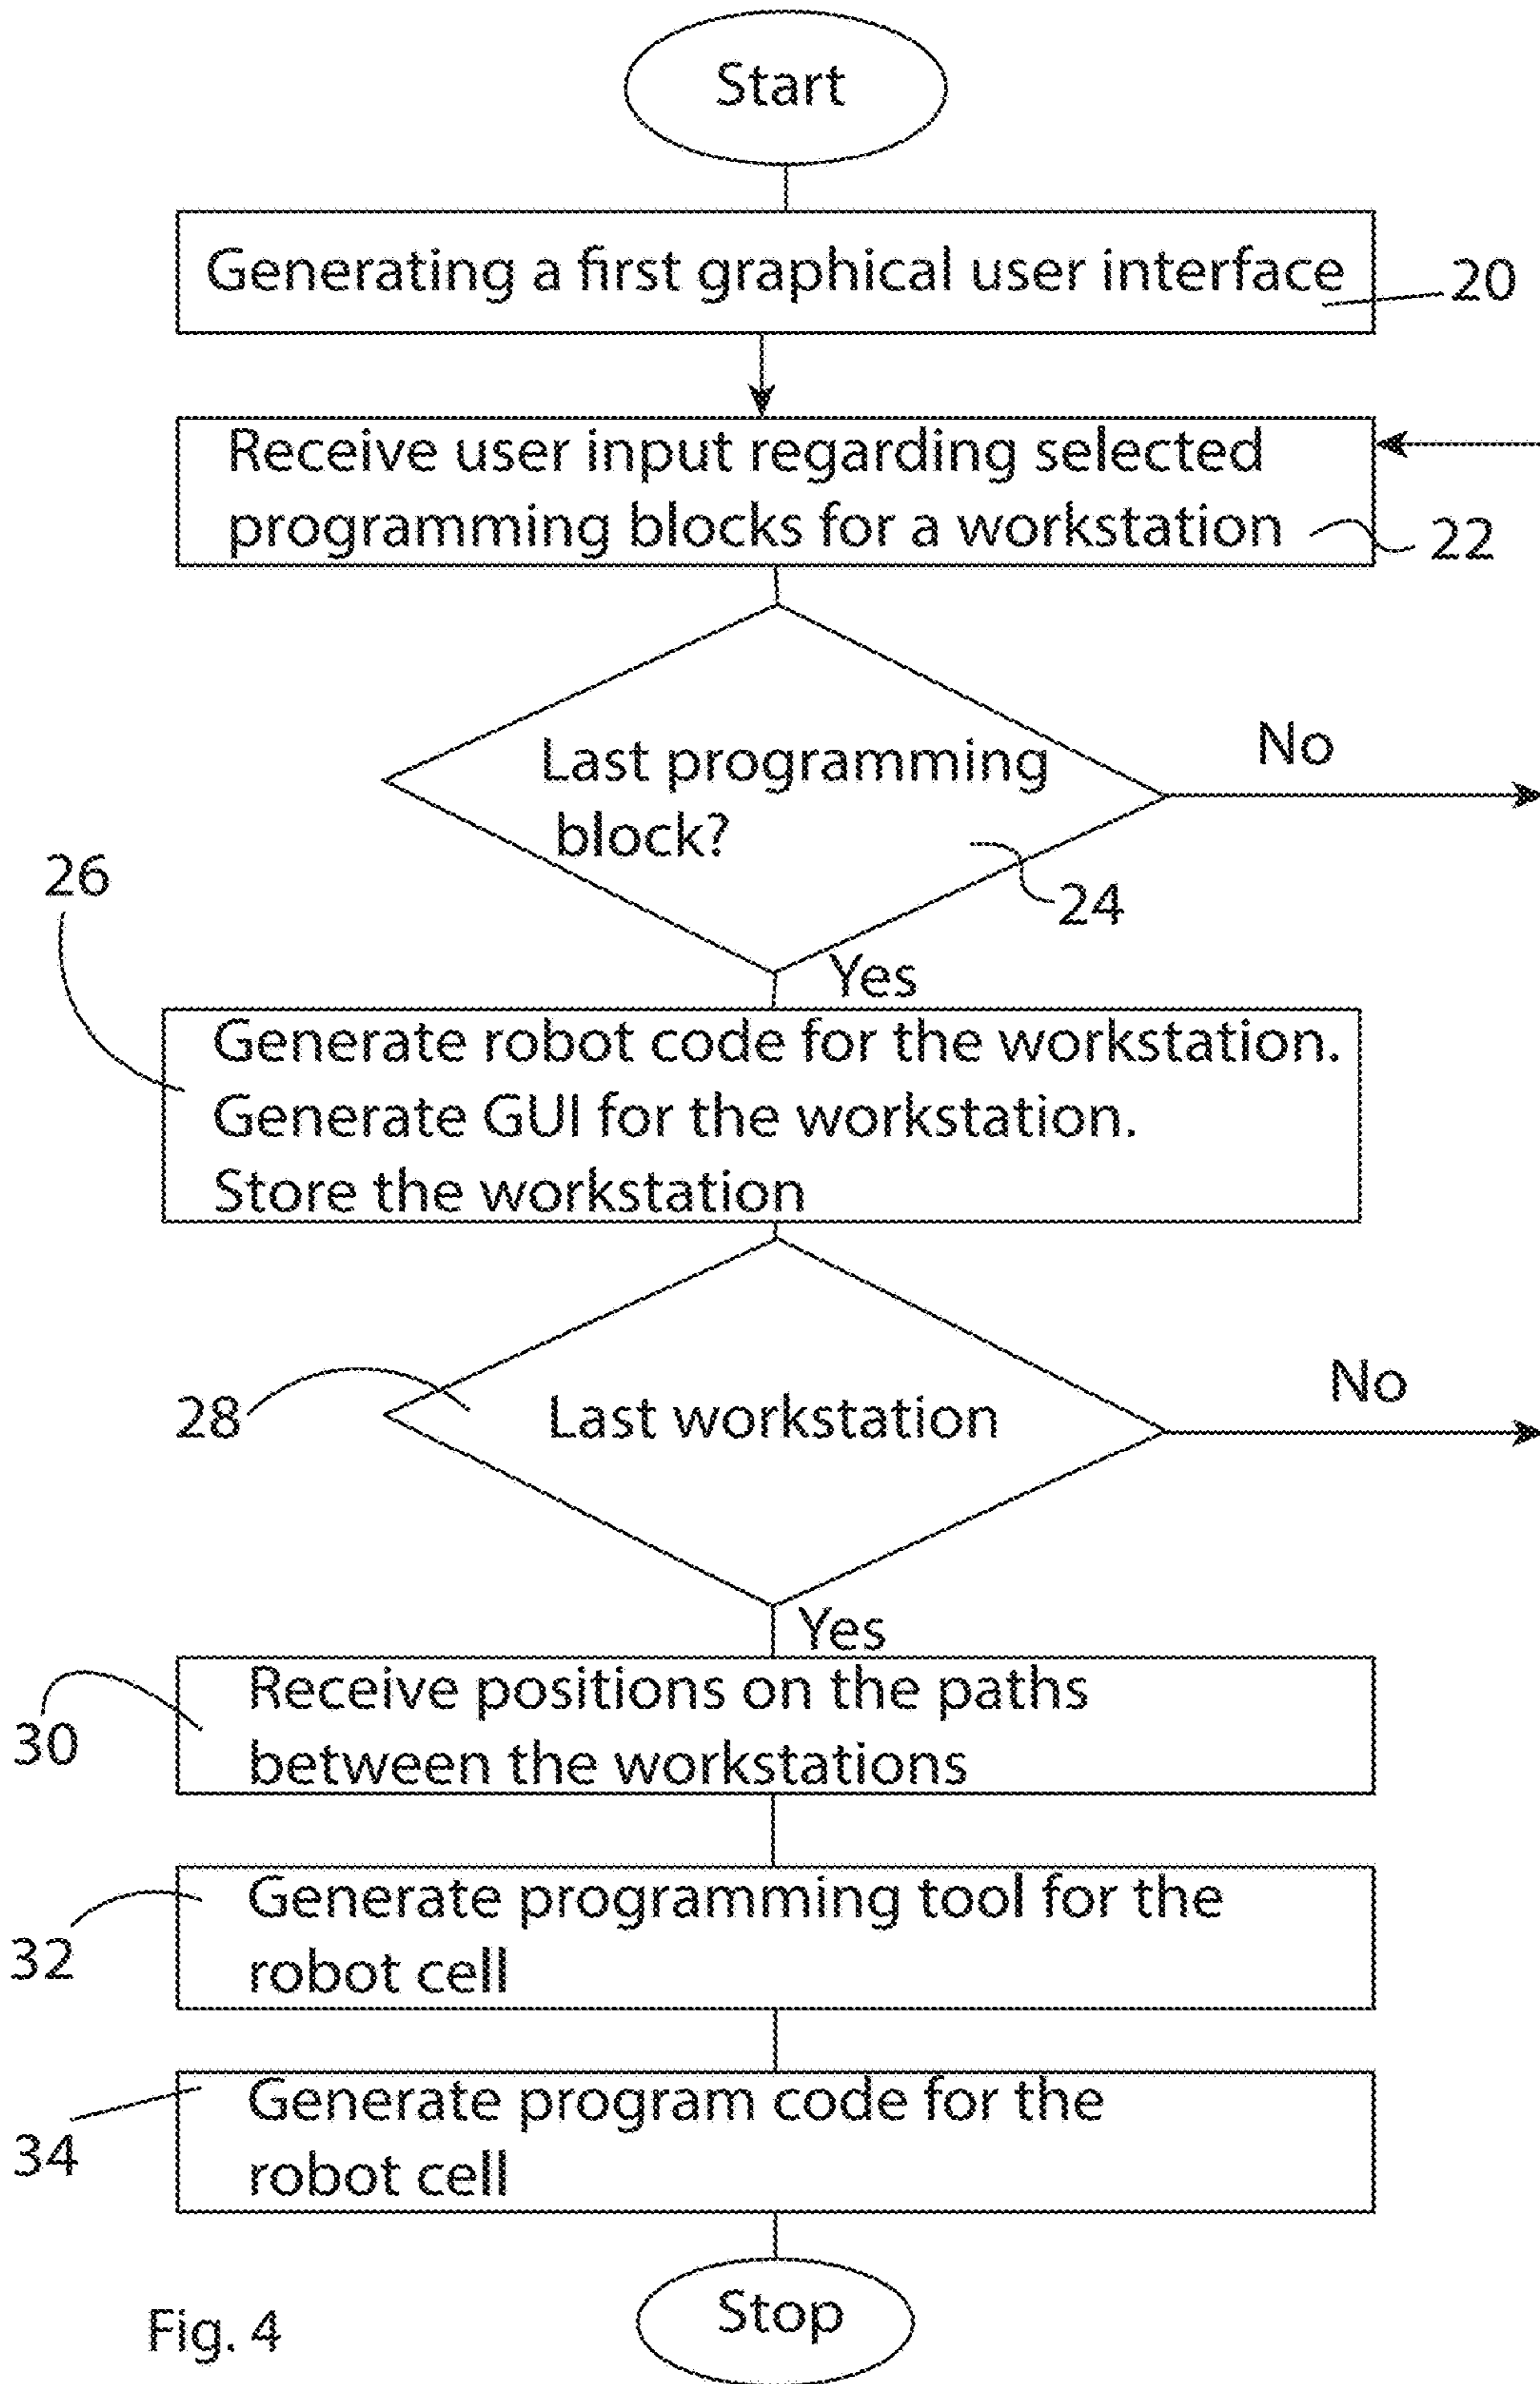 Start
Generating a first graphical user interface
20
Receive user input regarding selected
programming blocks for a workstation
22
Last programming
block?
No
24
26
Yes
Generate robot code for the workstation.
Generate GUI for the workstation.
Store the workstation
28
Last workstation
No
Yes
30
Receive positions on the paths
between the workstations
32
Generate programming tool for the
robot cell
34
Generate program code for the
robot cell
Stop
Fig. 4